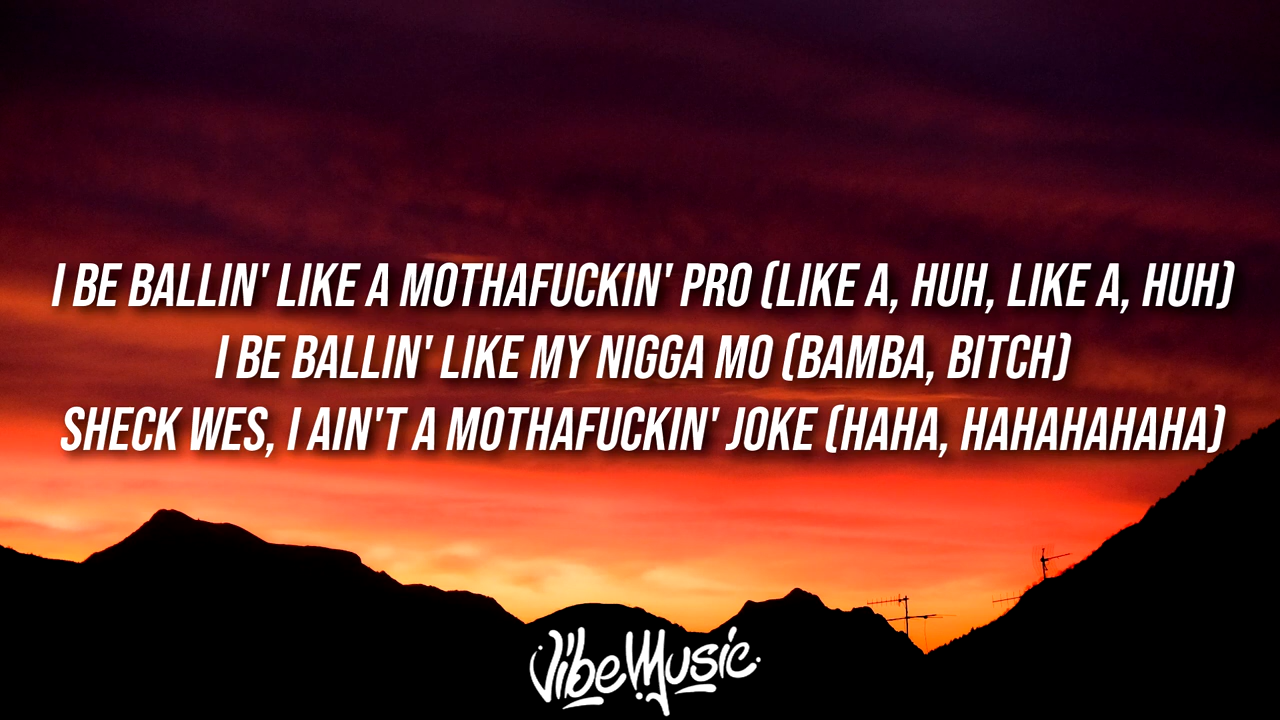 I BE BALLIN' LIKE A MOTHAFUCKIN' PRO (LIKE A, HUH, LIKE A, HUH)
I BE BALLIN' LIKE MY NIGGA MO (BAMBA, BITCH)
SHECK WES, I AIN'T A MOTHAFUCKIN' JOKE (HAHA, HAHAHAHAHA)
VibeMusic